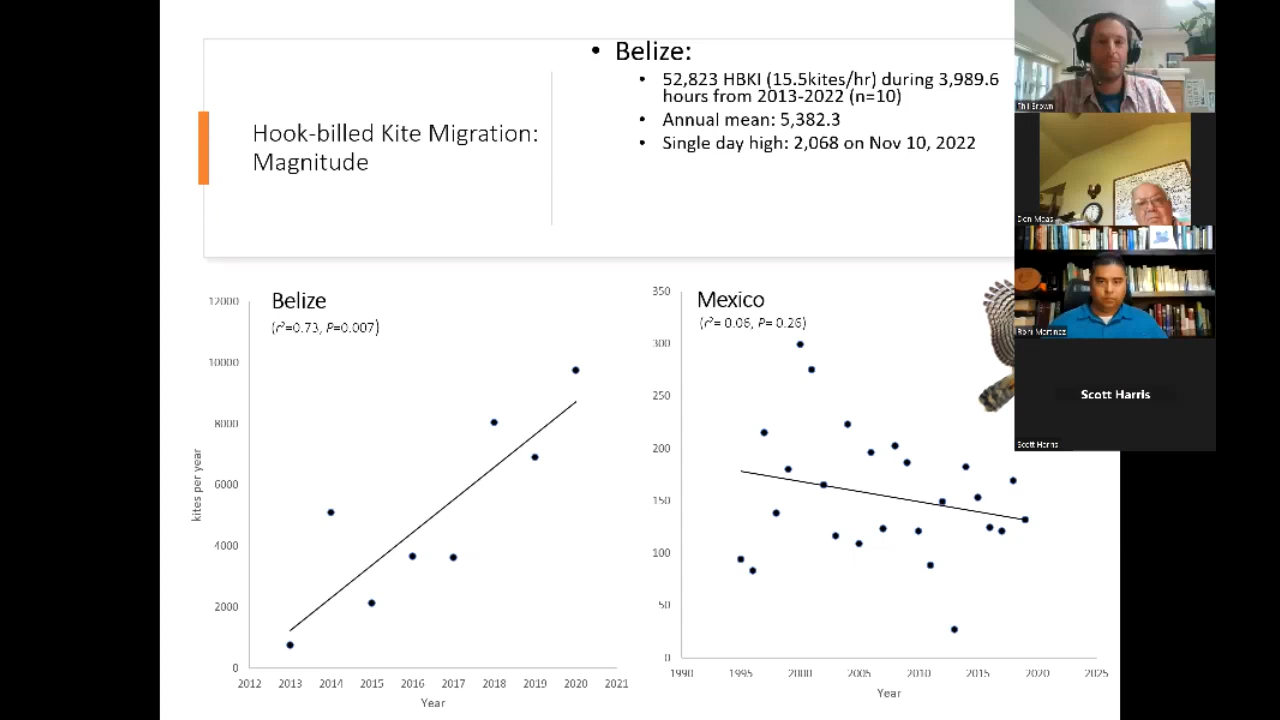 Hook-billed Kite Migration:
Magnitude
• Belize:
• 52,823 HBKI (15.5kites/hr) during 3,989.6
hours from 2013-2022 (n=10)
• Annual mean: 5,382.3
• Single day high: 2,068 on Nov 10, 2022
Phil Brown
Don Maas
Roni Martinez
Scott Harris
Scott Harris
Belize
(r²=0.73, P=0.007)
12000
10000
8000
6000
4000
2000
0
kites per year
2012 2013 2014 2015 2016 2017 2018 2019 2020 2021
Year
Mexico
(r²= 0.06, P= 0.26)
350
300
250
200
150
100
50
0
1990 1995 2000 2005 2010 2015 2020 2025
Year